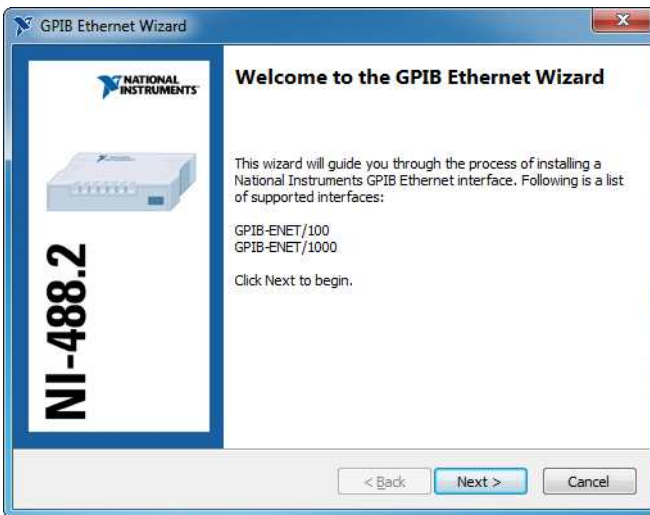 GPIB Ethernet Wizard
NATIONAL
INSTRUMENTS
NI-488.2
Welcome to the GPIB Ethernet Wizard
This wizard will guide you through the process of installing a
National Instruments GPIB Ethernet interface. Following is a list
of supported interfaces:
GPIB-ENET/100
GPIB-ENET/1000
Click Next to begin.
< Back
Next >
Cancel